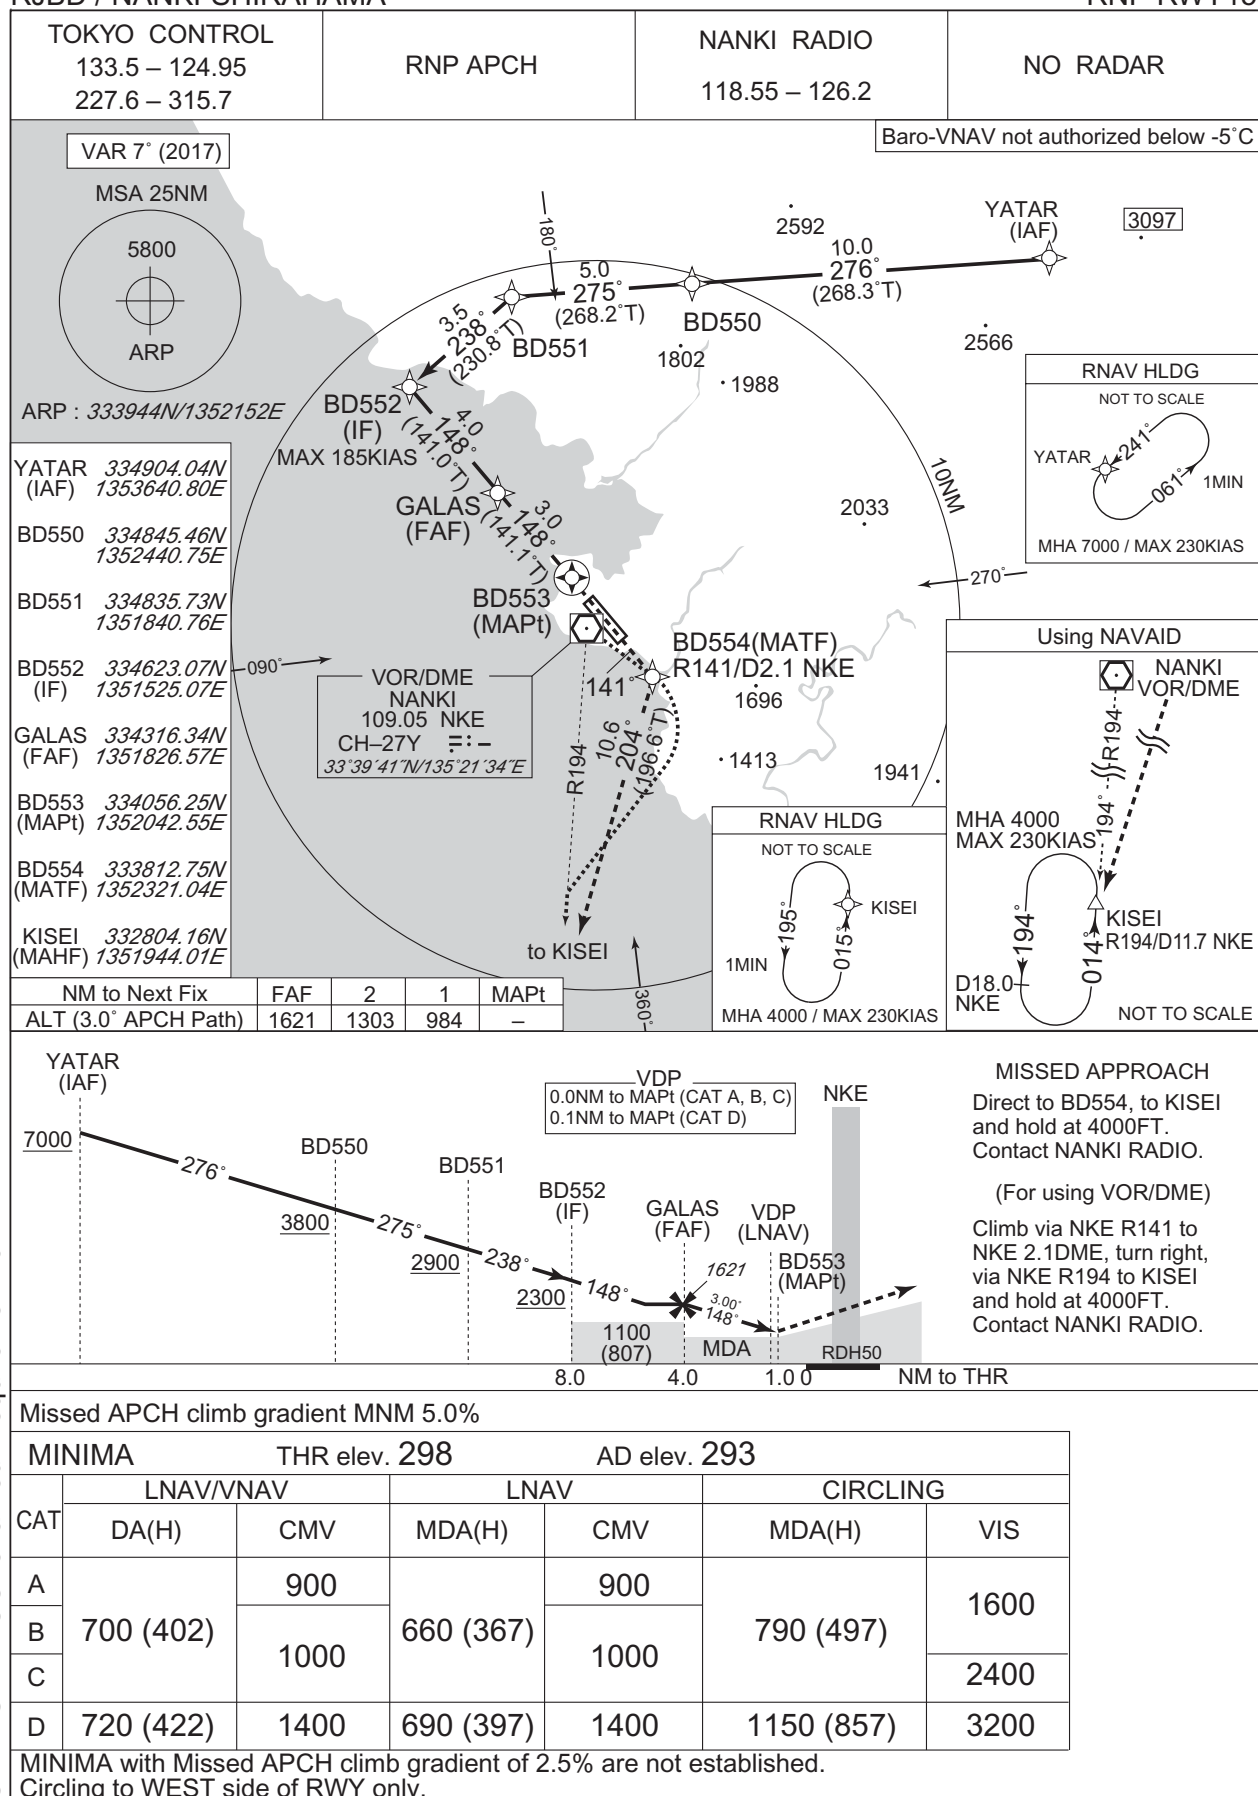 RJBD / NANKI-SHIRAHAMA
TOKYO CONTROL
133.5 – 124.95
227.6 – 315.7
RNP APCH
NANKI RADIO
118.55 – 126.2
NO RADAR
Baro-VNAV not authorized below -5˚C
VAR 7˚ (2017)
MSA 25NM
5800
ARP
ARP : 333944N/1352152E
YATAR 334904.04N
(IAF) 1353640.80E
BD550 334845.46N
1352440.75E
BD551 334835.73N
1351840.76E
BD552 334623.07N
(IF) 1351525.07E
GALAS 334316.34N
(FAF) 1351826.57E
BD553 334056.25N
(MAPt) 1352042.55E
BD554 333812.75N
(MATF) 1352321.04E
KISEI 332804.16N
(MAHF) 1351944.01E
180˚
2592
YATAR
(IAF)
3097
10.0
276˚
(268.3˚T)
5.0
275˚
(268.2˚T)
BD550
BD551
3.5
238˚
(230.8˚T)
1802
1988
2566
BD552
(IF)
MAX 185KIAS
4.0
148˚
(141.0˚T)
GALAS
(FAF)
3.0
148˚
(141.1˚T)
10NM
2033
270˚
RNAV HLDG
NOT TO SCALE
YATAR
241˚
061˚
1MIN
MHA 7000 / MAX 230KIAS
BD553
(MAPt)
090˚
VOR/DME
NANKI
109.05 NKE
CH–27Y
33˚39´41˝N/135˚21´34˝E
141˚
BD554(MATF)
R141/D2.1 NKE
1696
1413
1941
R194
10.6
204˚
(196.6˚T)
to KISEI
360˚
RNAV HLDG
NOT TO SCALE
195˚
015˚
KISEI
1MIN
MHA 4000 / MAX 230KIAS
Using NAVAID
NANKI
VOR/DME
R194
194˚
MHA 4000
MAX 230KIAS
194˚
014˚
KISEI
R194/D11.7 NKE
D18.0
NKE
NOT TO SCALE
NM to Next Fix FAF 2 1 MAPt
ALT (3.0˚ APCH Path) 1621 1303 984 –
YATAR
(IAF)
7000
276˚
BD550
3800
275˚
BD551
2900
238˚
BD552
(IF)
2300
148˚
GALAS
(FAF)
1621
3.00˚
148˚
1100
(807)
MDA
VDP
0.0NM to MAPt (CAT A, B, C)
0.1NM to MAPt (CAT D)
VDP
(LNAV)
BD553
(MAPt)
NKE
RDH50
8.0 4.0 1.0 0 NM to THR
MISSED APPROACH
Direct to BD554, to KISEI
and hold at 4000FT.
Contact NANKI RADIO.
(For using VOR/DME)
Climb via NKE R141 to
NKE 2.1DME, turn right,
via NKE R194 to KISEI
and hold at 4000FT.
Contact NANKI RADIO.
Missed APCH climb gradient MNM 5.0%
MINIMA THR elev. 298 AD elev. 293
CAT LNAV/VNAV LNAV CIRCLING
DA(H) CMV MDA(H) CMV MDA(H) VIS
A 900 900
B 700 (402) 660 (367) 790 (497) 1600
1000 1000
C 2400
D 720 (422) 1400 690 (397) 1400 1150 (857) 3200
MINIMA with Missed APCH climb gradient of 2.5% are not established.
Circling to WEST side of RWY only.